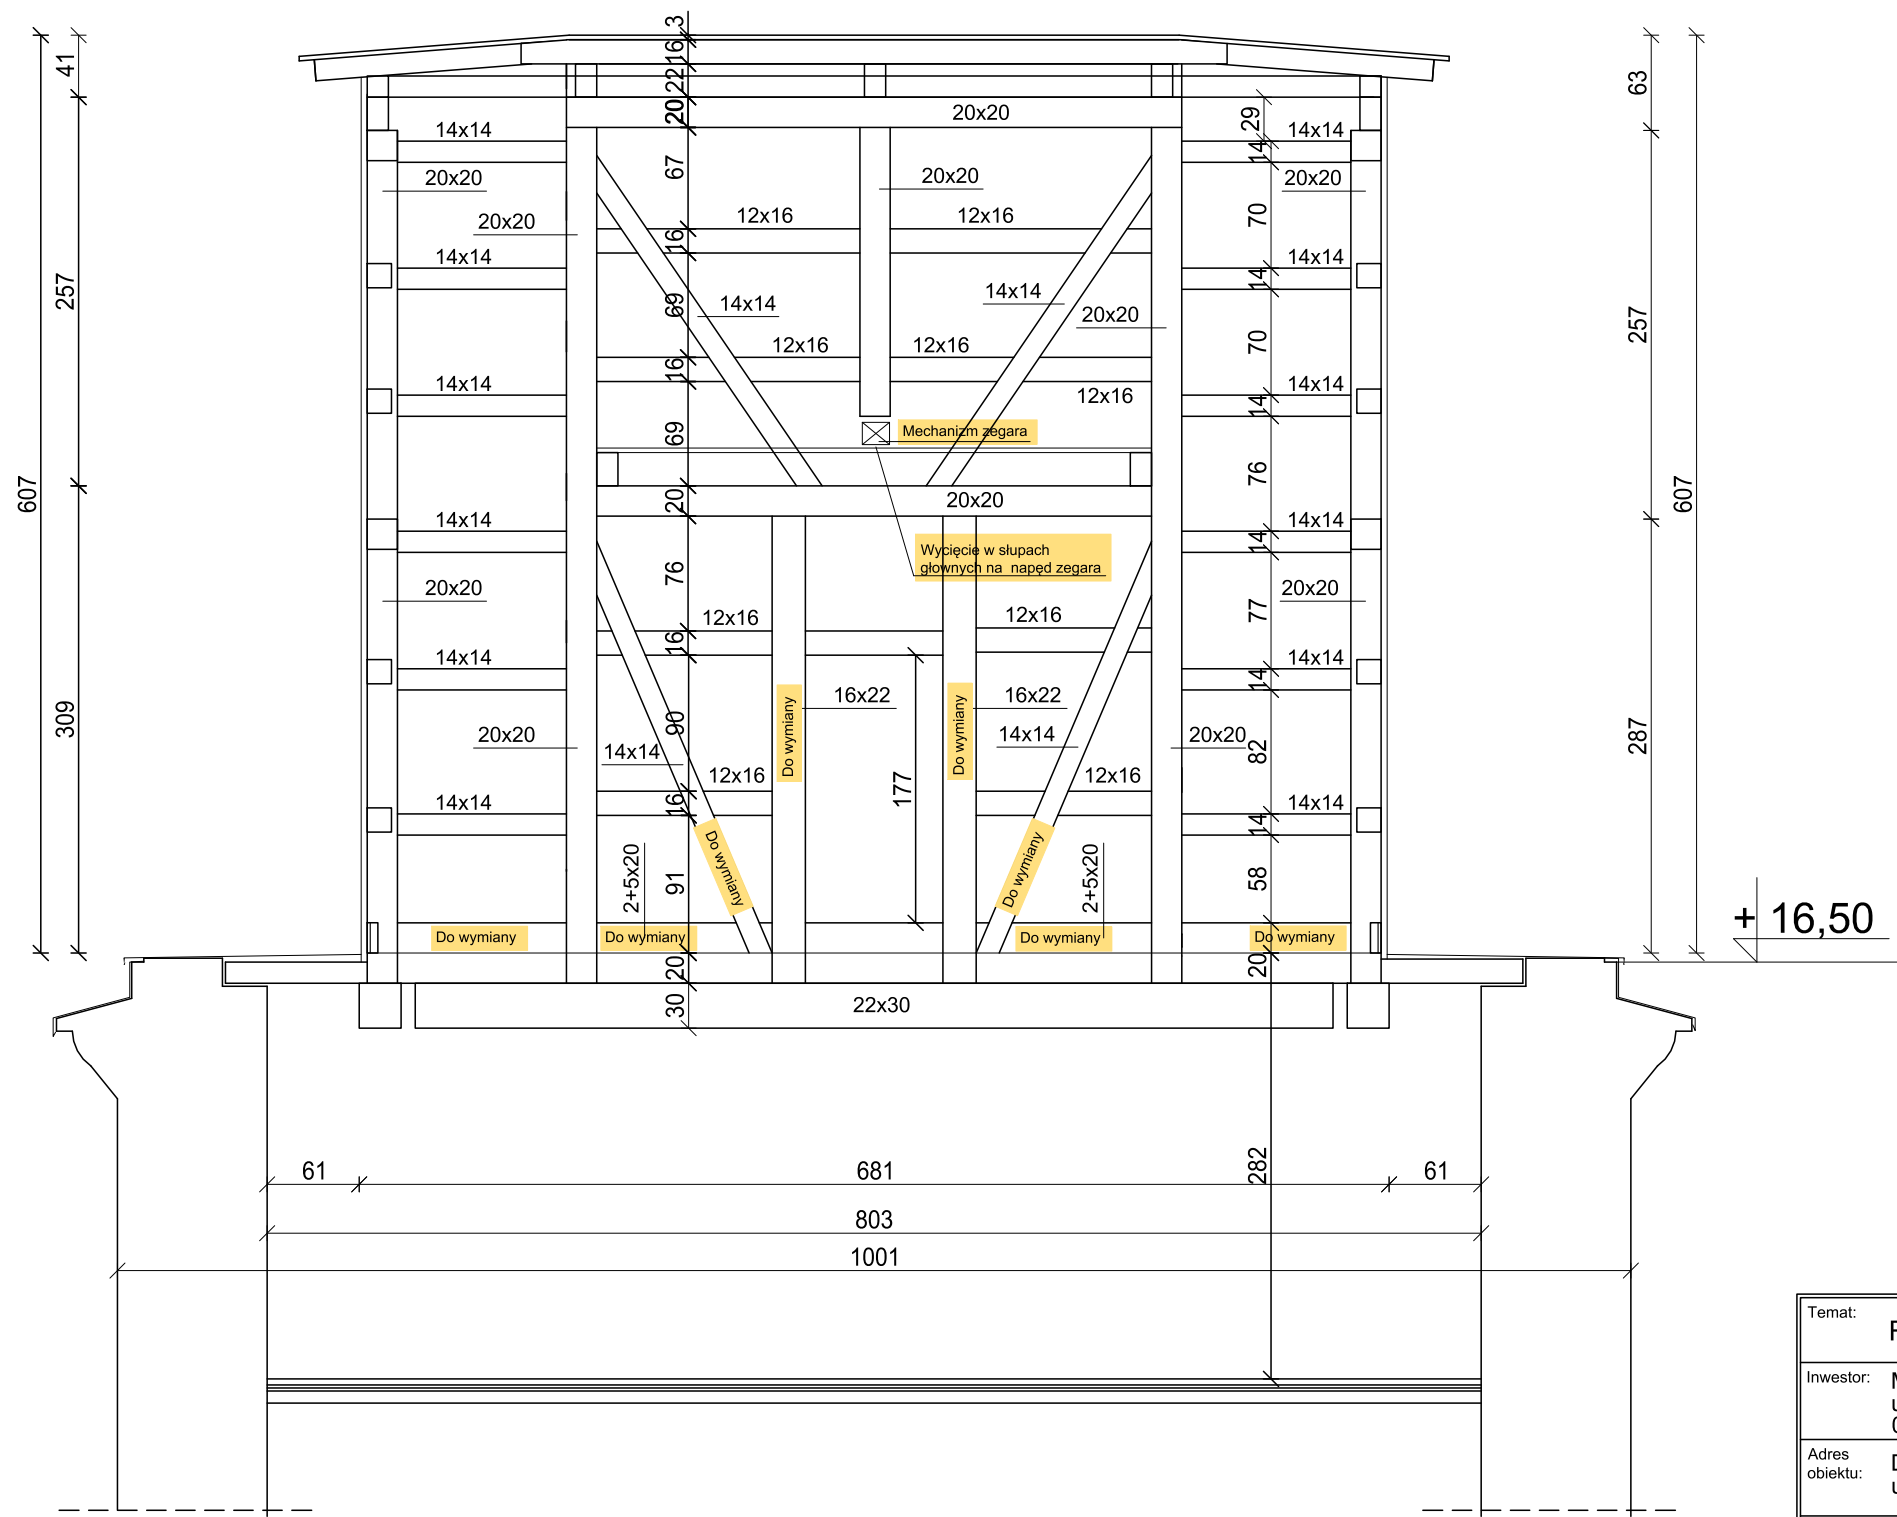 3
16
22
20
41
63
29
20x20
14x14
14x14
14
67
20x20
20x20
20x20
20x20
12x16
12x16
16
70
14x14
14x14
14
257
69
14x14
14x14
20x20
257
12x16
12x16
16
70
14x14
14x14
14
12x16
Mechanizm zegara
69
76
607
607
20
20x20
14x14
14x14
14
Wycięcie w słupach
głownych na napęd zegara
76
20x20
20x20
77
12x16
12x16
16
14x14
14x14
14
16x22
16x22
Do wymiany
Do wymiany
309
90
20x20
14x14
14x14
20x20
82
287
177
12x16
12x16
16
14x14
14x14
14
Do wymiany
Do wymiany
2+5x20
2+5x20
91
58
+ 16,50
Do wymiany
Do wymiany
Do wymiany
Do wymiany
20
20
30
22x30
61
681
61
282
803
1001
Temat:
Inwestor:
Adres
obiektu: